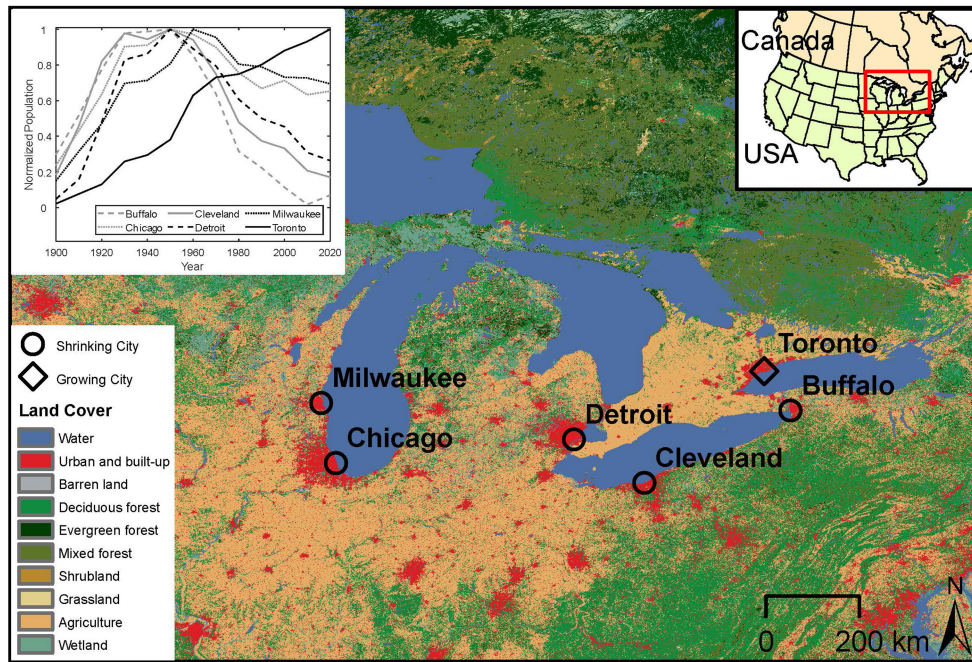 1
0.8
0.6
0.4
0.2
0
Normalized Population
Buffalo Cleveland Milwaukee
Chicago Detroit Toronto
1900 1920 1940 1960 1980 2000 2020
Year
Canada
USA
Shrinking City
Growing City
Land Cover
Water
Urban and built-up
Barren land
Deciduous forest
Evergreen forest
Mixed forest
Shrubland
Grassland
Agriculture
Wetland
Toronto
Milwaukee
Buffalo
Detroit
Chicago
Cleveland
0 200 km
N